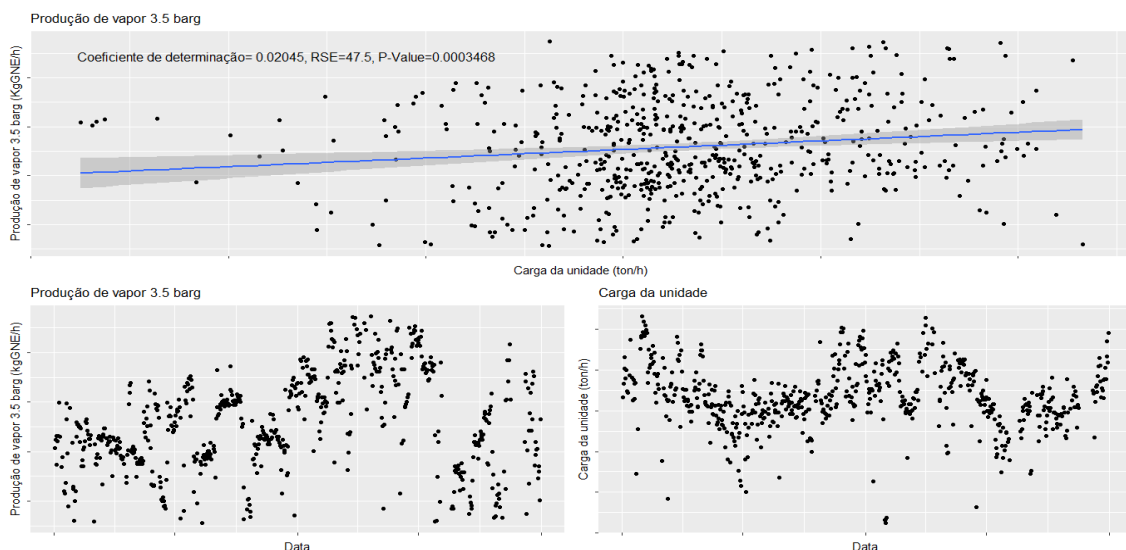 Produção de vapor 3.5 barg
Coeficiente de determinação= 0.02045, RSE=47.5, P-Value=0.0003468
Produção de vapor 3.5 barg (KgGNE/h)
Carga da unidade (ton/h)
Produção de vapor 3.5 barg
Produção de vapor 3.5 barg (kgGNE/h)
Data
Carga da unidade
Carga da unidade (ton/h)
Data